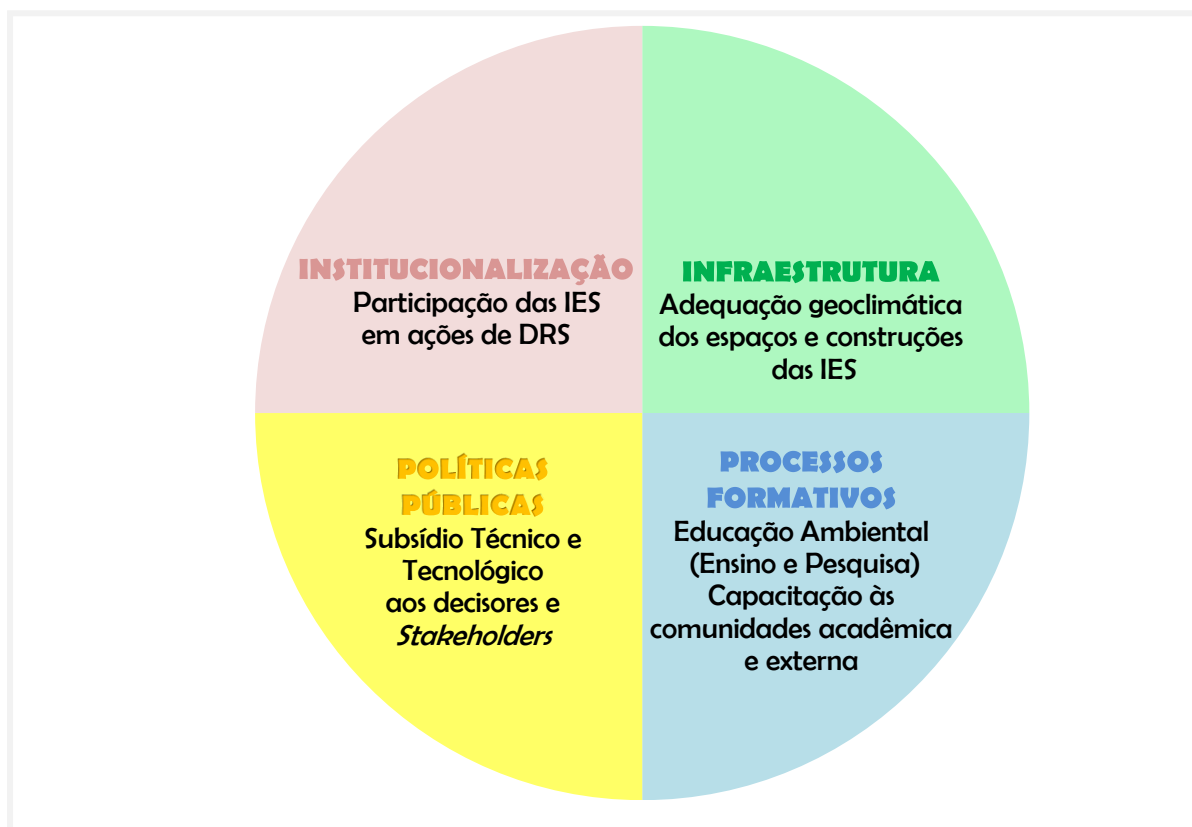 INSTITUCIONALIZAÇÃO
Participação das IES
em ações de DRS
INFRAESTRUTURA
Adequação geoclimática
dos espaços e construções
das IES
POLÍTICAS
PÚBLICAS
Subsídio Técnico e
Tecnológico
aos decisores e
Stakeholders
PROCESSOS
FORMATIVOS
Educação Ambiental
(Ensino e Pesquisa)
Capacitação às
comunidades acadêmica
e externa